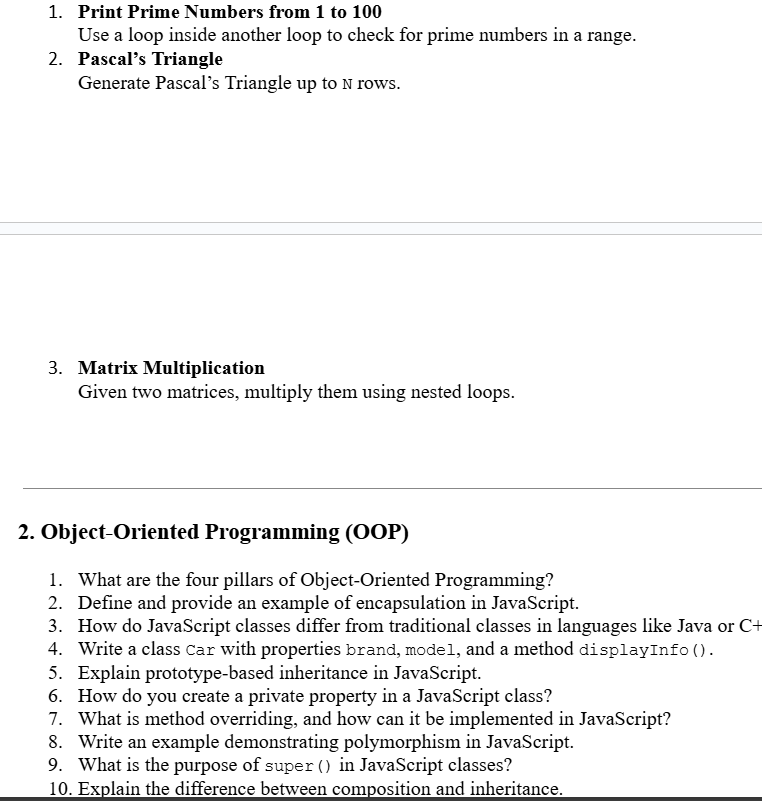 1. Print Prime Numbers from 1 to 100
Use a loop inside another loop to check for prime numbers in a range.
2. Pascal’s Triangle
Generate Pascal’s Triangle up to N rows.
3. Matrix Multiplication
Given two matrices, multiply them using nested loops.
2. Object-Oriented Programming (OOP)
1. What are the four pillars of Object-Oriented Programming?
2. Define and provide an example of encapsulation in JavaScript.
3. How do JavaScript classes differ from traditional classes in languages like Java or C+
4. Write a class Car with properties brand, model, and a method displayInfo().
5. Explain prototype-based inheritance in JavaScript.
6. How do you create a private property in a JavaScript class?
7. What is method overriding, and how can it be implemented in JavaScript?
8. Write an example demonstrating polymorphism in JavaScript.
9. What is the purpose of super() in JavaScript classes?
10. Explain the difference between composition and inheritance.